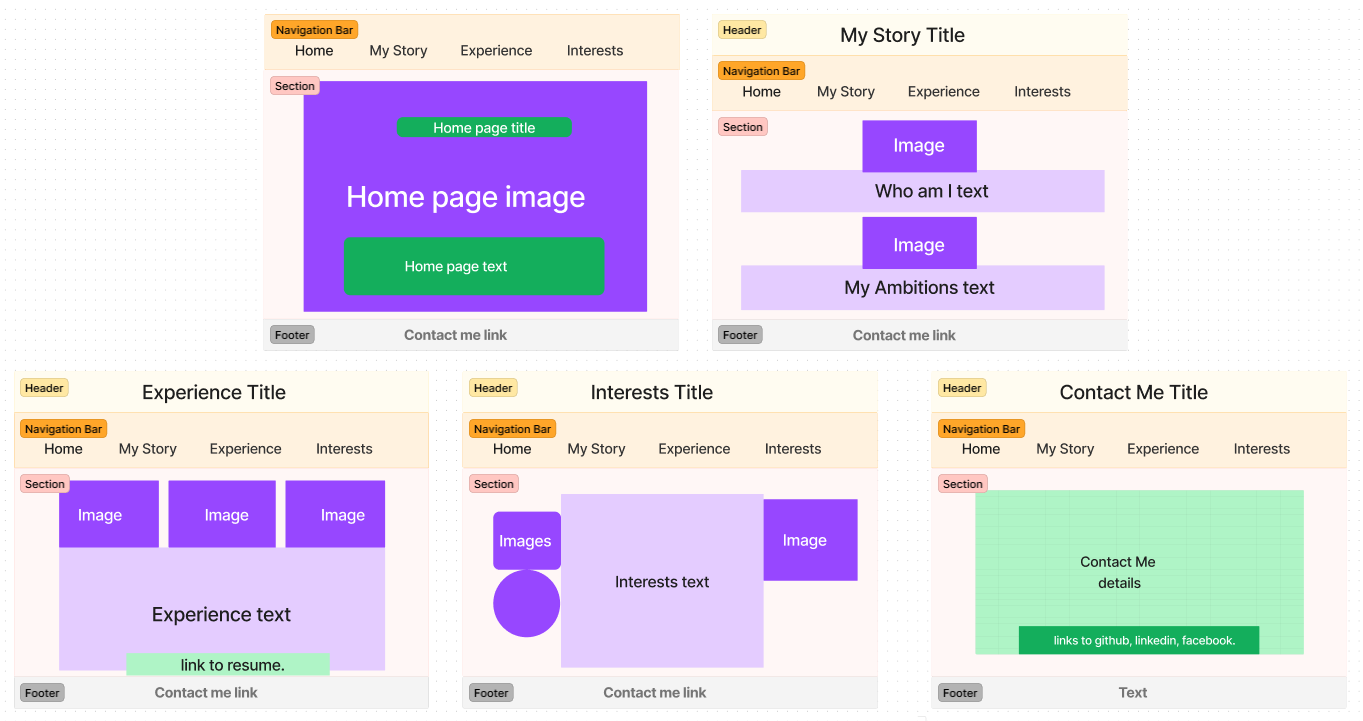 Navigation Bar
Home My Story Experience Interests
Section
Home page title
Home page image
Home page text
Footer
Contact me link
Header
My Story Title
Navigation Bar
Home My Story Experience Interests
Section
Image
Who am I text
Image
My Ambitions text
Footer
Contact me link
Header
Experience Title
Navigation Bar
Home My Story Experience Interests
Section
Image Image Image
Experience text
link to resume.
Footer
Contact me link
Header
Interests Title
Navigation Bar
Home My Story Experience Interests
Section
Images
Interests text
Image
Footer
Contact me link
Header
Contact Me Title
Navigation Bar
Home My Story Experience Interests
Section
Contact Me
details
links to github, linkedin, facebook.
Footer
Text